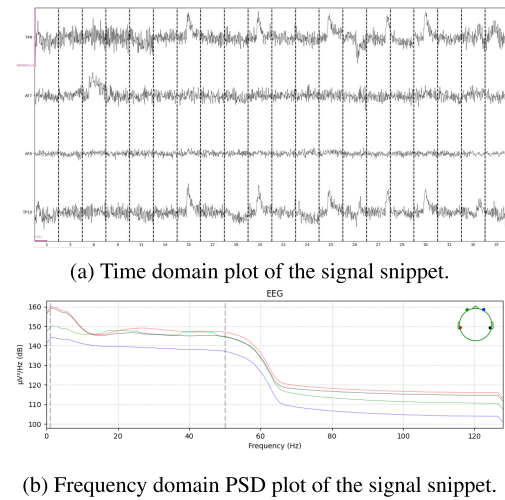 TP9
AF7
AF8
TP10
(a) Time domain plot of the signal snippet.
EEG
160
150
140
130
120
110
100
µV²/Hz (dB)
0 20 40 60 80 100 120
Frequency (Hz)
(b) Frequency domain PSD plot of the signal snippet.